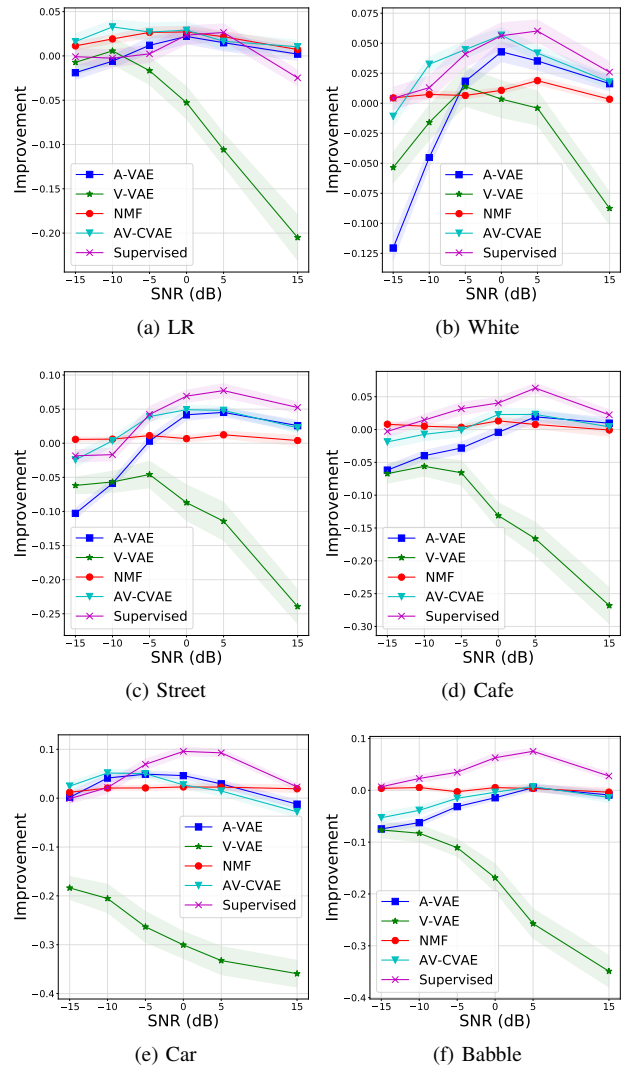 0.05
0.00
−0.05
−0.10
−0.15
−0.20
Improvement
A-VAE
V-VAE
NMF
AV-CVAE
Supervised
−15 −10 −5 0 5 15
SNR (dB)
(a) LR
0.075
0.050
0.025
0.000
−0.025
−0.050
−0.075
−0.100
−0.125
Improvement
A-VAE
V-VAE
NMF
AV-CVAE
Supervised
−15 −10 −5 0 5 15
SNR (dB)
(b) White
0.10
0.05
0.00
−0.05
−0.10
−0.15
−0.20
−0.25
Improvement
A-VAE
V-VAE
NMF
AV-CVAE
Supervised
−15 −10 −5 0 5 15
SNR (dB)
(c) Street
0.10
0.05
0.00
−0.05
−0.10
−0.15
−0.20
−0.25
−0.30
Improvement
A-VAE
V-VAE
NMF
AV-CVAE
Supervised
−15 −10 −5 0 5 15
SNR (dB)
(d) Cafe
0.1
0.0
−0.1
−0.2
−0.3
−0.4
Improvement
A-VAE
V-VAE
NMF
AV-CVAE
Supervised
−15 −10 −5 0 5 15
SNR (dB)
(e) Car
0.1
0.0
−0.1
−0.2
−0.3
−0.4
Improvement
A-VAE
V-VAE
NMF
AV-CVAE
Supervised
−15 −10 −5 0 5 15
SNR (dB)
(f) Babble